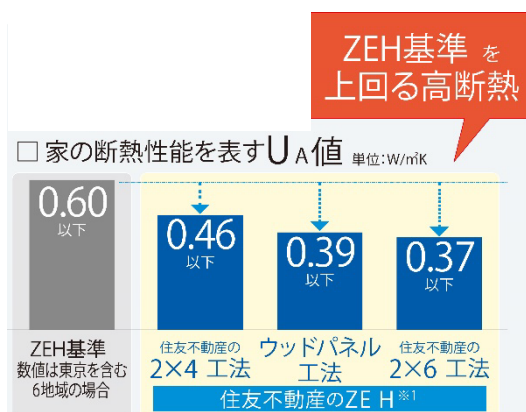 ZEH基準 を
上回る高断熱
□ 家の断熱性能を表すUA値 単位:W/㎡K
0.60
以下
0.46
以下
0.39
以下
0.37
以下
ZEH基準
数値は東京を含む
6地域の場合
住友不動産の
2×4 工法
ウッドパネル
工法
住友不動産の
2×6 工法
住友不動産のZE H※1